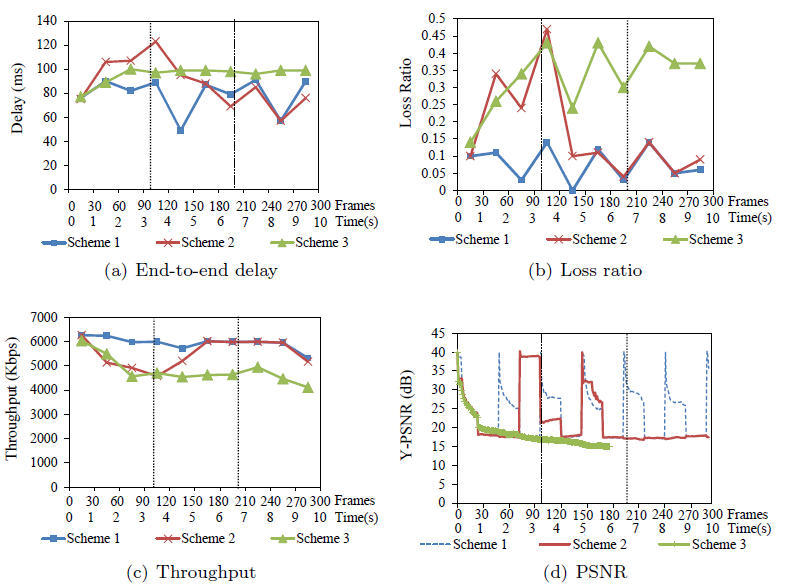 140
120
100
80
60
40
20
0
Delay (ms)
0 30 60 90 120 150 180 210 240 270 300 Frames
0 1 2 3 4 5 6 7 8 9 10 Time(s)
Scheme 1 Scheme 2 Scheme 3
(a) End-to-end delay
0.5
0.45
0.4
0.35
0.3
0.25
0.2
0.15
0.1
0.05
0
Loss Ratio
0 30 60 90 120 150 180 210 240 270 300 Frames
0 1 2 3 4 5 6 7 8 9 10 Time(s)
Scheme 1 Scheme 2 Scheme 3
(b) Loss ratio
7000
6000
5000
4000
3000
2000
1000
0
Throughput (Kbps)
0 30 60 90 120 150 180 210 240 270 300 Frames
0 1 2 3 4 5 6 7 8 9 10 Time(s)
Scheme 1 Scheme 2 Scheme 3
(c) Throughput
45
40
35
30
25
20
15
10
5
0
Y-PSNR (dB)
0 30 60 90 120 150 180 210 240 270 300 Frames
0 1 2 3 4 5 6 7 8 9 10 Time(s)
Scheme 1 Scheme 2 Scheme 3
(d) PSNR